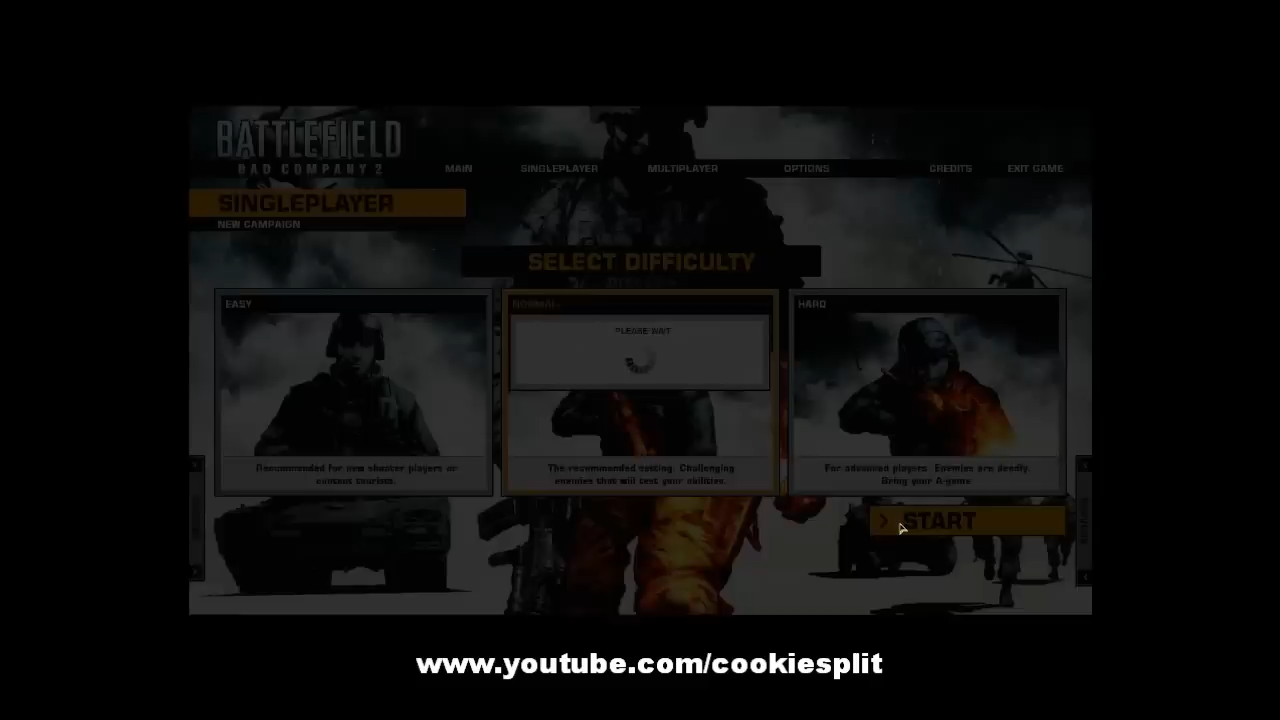 BATTLEFIELD
BAD COMPANY 2
MAIN SINGLEPLAYER MULTIPLAYER OPTIONS CREDITS EXIT GAME
SINGLEPLAYER
NEW CAMPAIGN
SELECT DIFFICULTY
EASY
Recommended for new shooter players or
content tourists.
NORMAL
PLEASE WAIT
The recommended setting. Challenging
enemies that will test your abilities.
HARD
For advanced players. Enemies are deadly.
Bring your A-game.
> START
www.youtube.com/cookiesplit